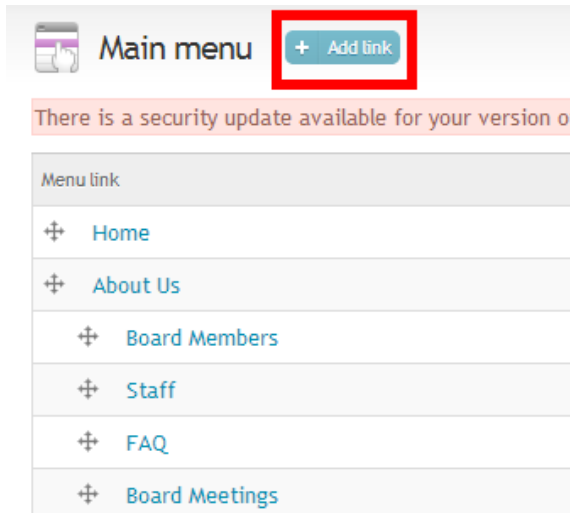 Main menu + Add link
There is a security update available for your version o
Menu link
Home
About Us
Board Members
Staff
FAQ
Board Meetings